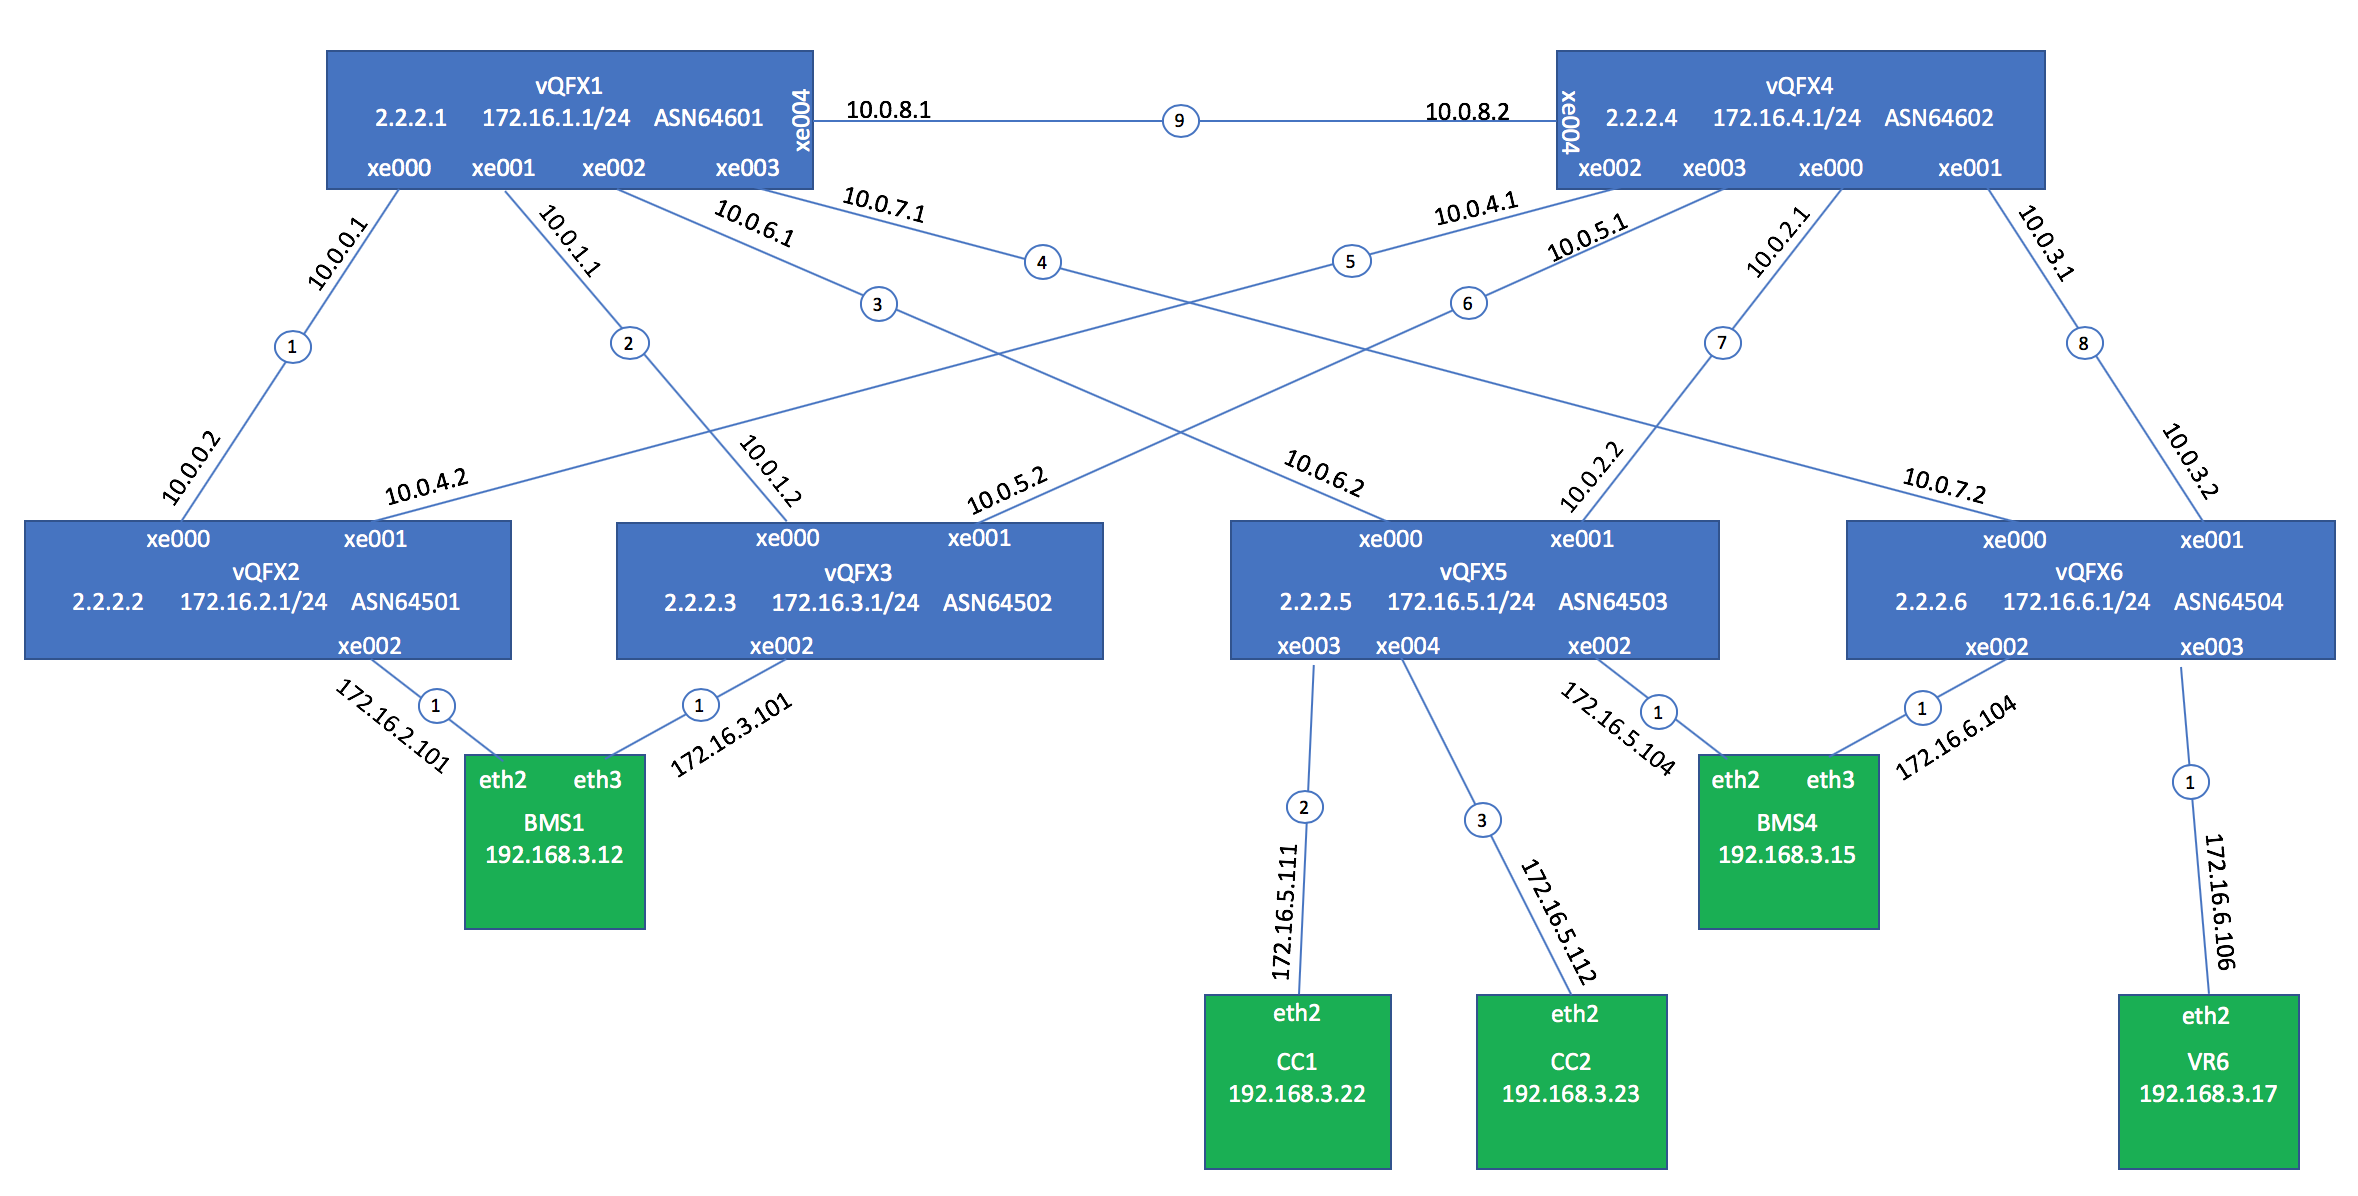 vQFX1
2.2.2.1 172.16.1.1/24 ASN64601
xe004
xe000 xe001 xe002 xe003
10.0.8.1
9
10.0.8.2
vQFX4
xe004
2.2.2.4 172.16.4.1/24 ASN64602
xe002 xe003 xe000 xe001
10.0.0.1
10.0.1.1
10.0.6.1
10.0.7.1
10.0.4.1
10.0.5.1
10.0.2.1
10.0.3.1
1
2
3
4
5
6
7
8
10.0.0.2
10.0.4.2
10.0.1.2
10.0.5.2
10.0.6.2
10.0.2.2
10.0.7.2
10.0.3.2
xe000 xe001
vQFX2
2.2.2.2 172.16.2.1/24 ASN64501
xe002
xe000 xe001
vQFX3
2.2.2.3 172.16.3.1/24 ASN64502
xe002
xe000 xe001
vQFX5
2.2.2.5 172.16.5.1/24 ASN64503
xe003 xe004 xe002
xe000 xe001
vQFX6
2.2.2.6 172.16.6.1/24 ASN64504
xe002 xe003
172.16.2.101
1
1
172.16.3.101
172.16.5.104
1
1
172.16.6.104
eth2 eth3
BMS1
192.168.3.12
eth2 eth3
BMS4
192.168.3.15
2
172.16.5.111
3
172.16.5.112
1
172.16.6.106
eth2
CC1
192.168.3.22
eth2
CC2
192.168.3.23
eth2
VR6
192.168.3.17